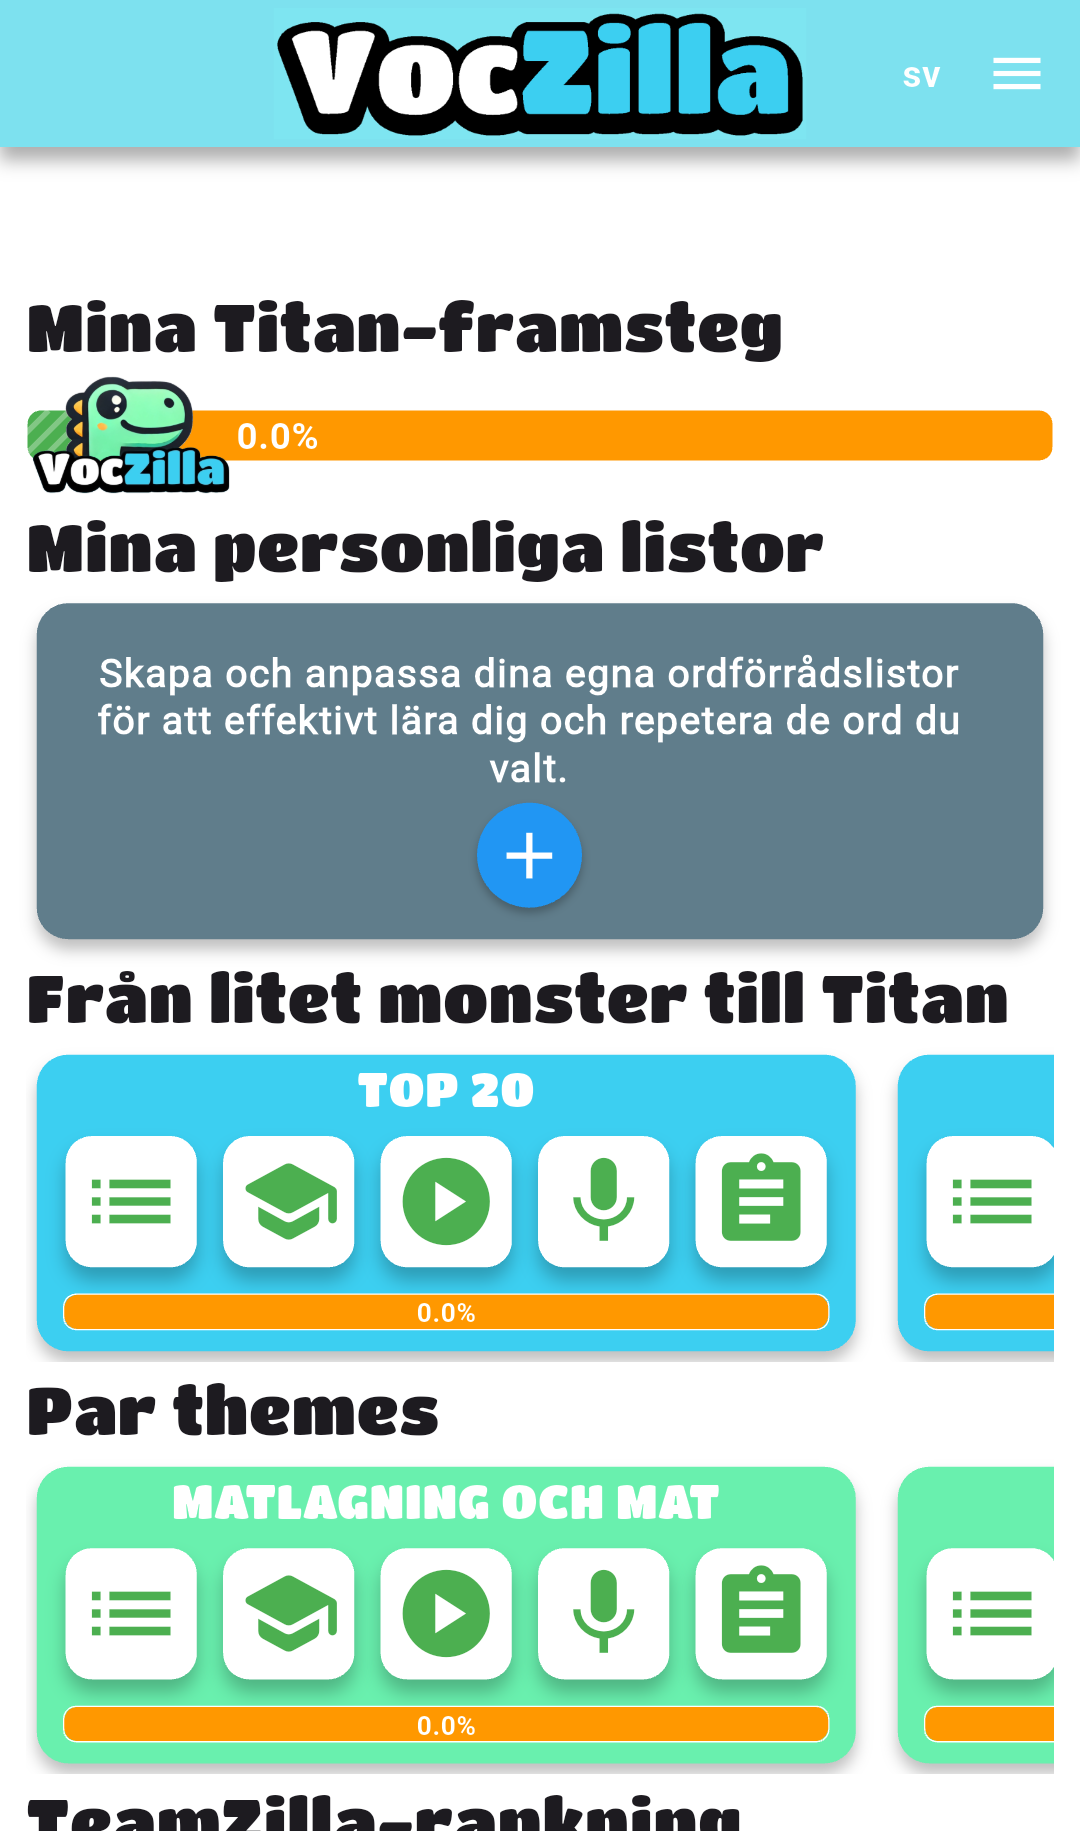 VocZilla
sv
Mina Titan-framsteg
VocZilla
0.0%
Mina personliga listor
Skapa och anpassa dina egna ordförrådslistor
för att effektivt lära dig och repetera de ord du
valt.
Från litet monster till Titan
TOP 20
0.0%
Par themes
MATLAGNING OCH MAT
0.0%
TeamZilla-rankning